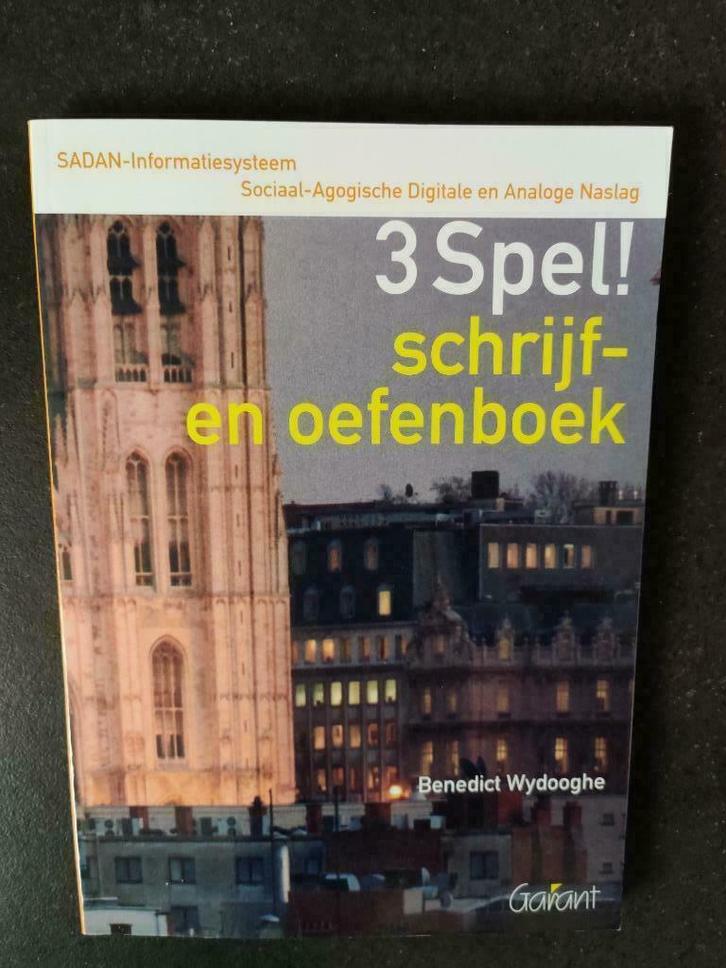 SADAN-Informatiesysteem
Sociaal-Agogische Digitale en Analoge Naslag
3 Spel!
schrijf-
en oefenboek
Benedict Wydooghe
Garant